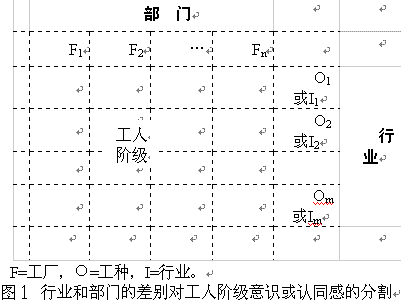 部 门
F1 F2 … Fn
O1
或I1
O2
工人 或I2 行
阶级 业
Om
或Im
F=工厂，O=工种，I=行业。
图1 行业和部门的差别对工人阶级意识或认同感的分割